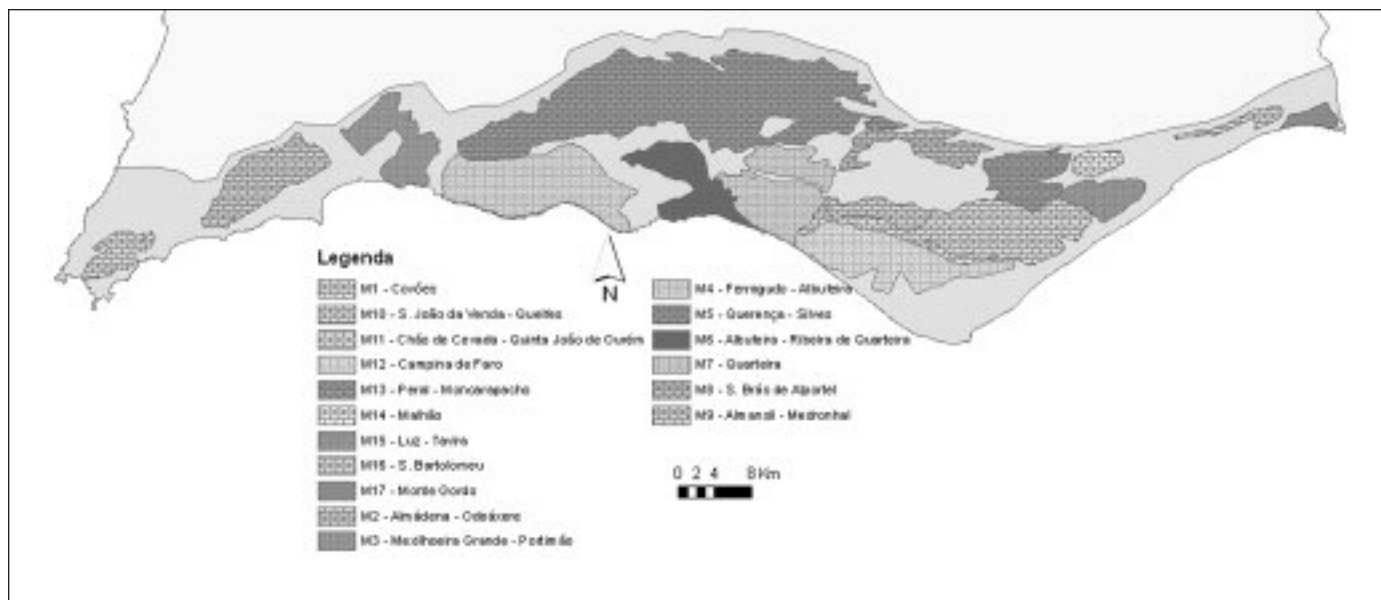 Legenda
M1 - Covões
M10 - S. João da Venda - Quelfes
M11 - Chão de Cevada - Quinta João de Ourém
M12 - Campina de Faro
M13 - Peral - Moncarapacho
M14 - Malhão
M15 - Luz - Tavira
M16 - S. Bartolomeu
M17 - Monte Gordo
M2 - Almádena - Odeáxere
M3 - Mexilhoeira Grande - Portimão
N
M4 - Ferragudo - Albufeira
M5 - Querença - Silves
M6 - Albufeira - Ribeira de Quarteira
M7 - Quarteira
M8 - S. Brás de Alportel
M9 - Almansil - Medronhal
0 2 4 8 Km